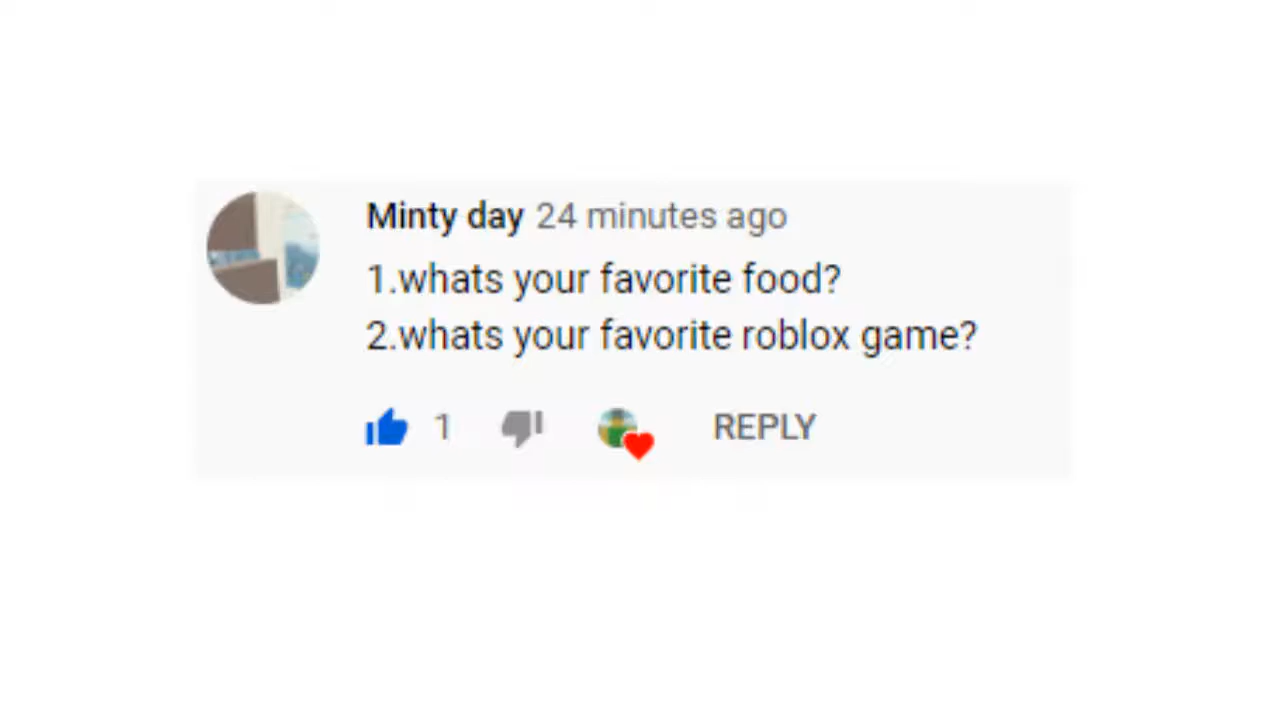 Minty day 24 minutes ago
1.whats your favorite food?
2.whats your favorite roblox game?
1 REPLY